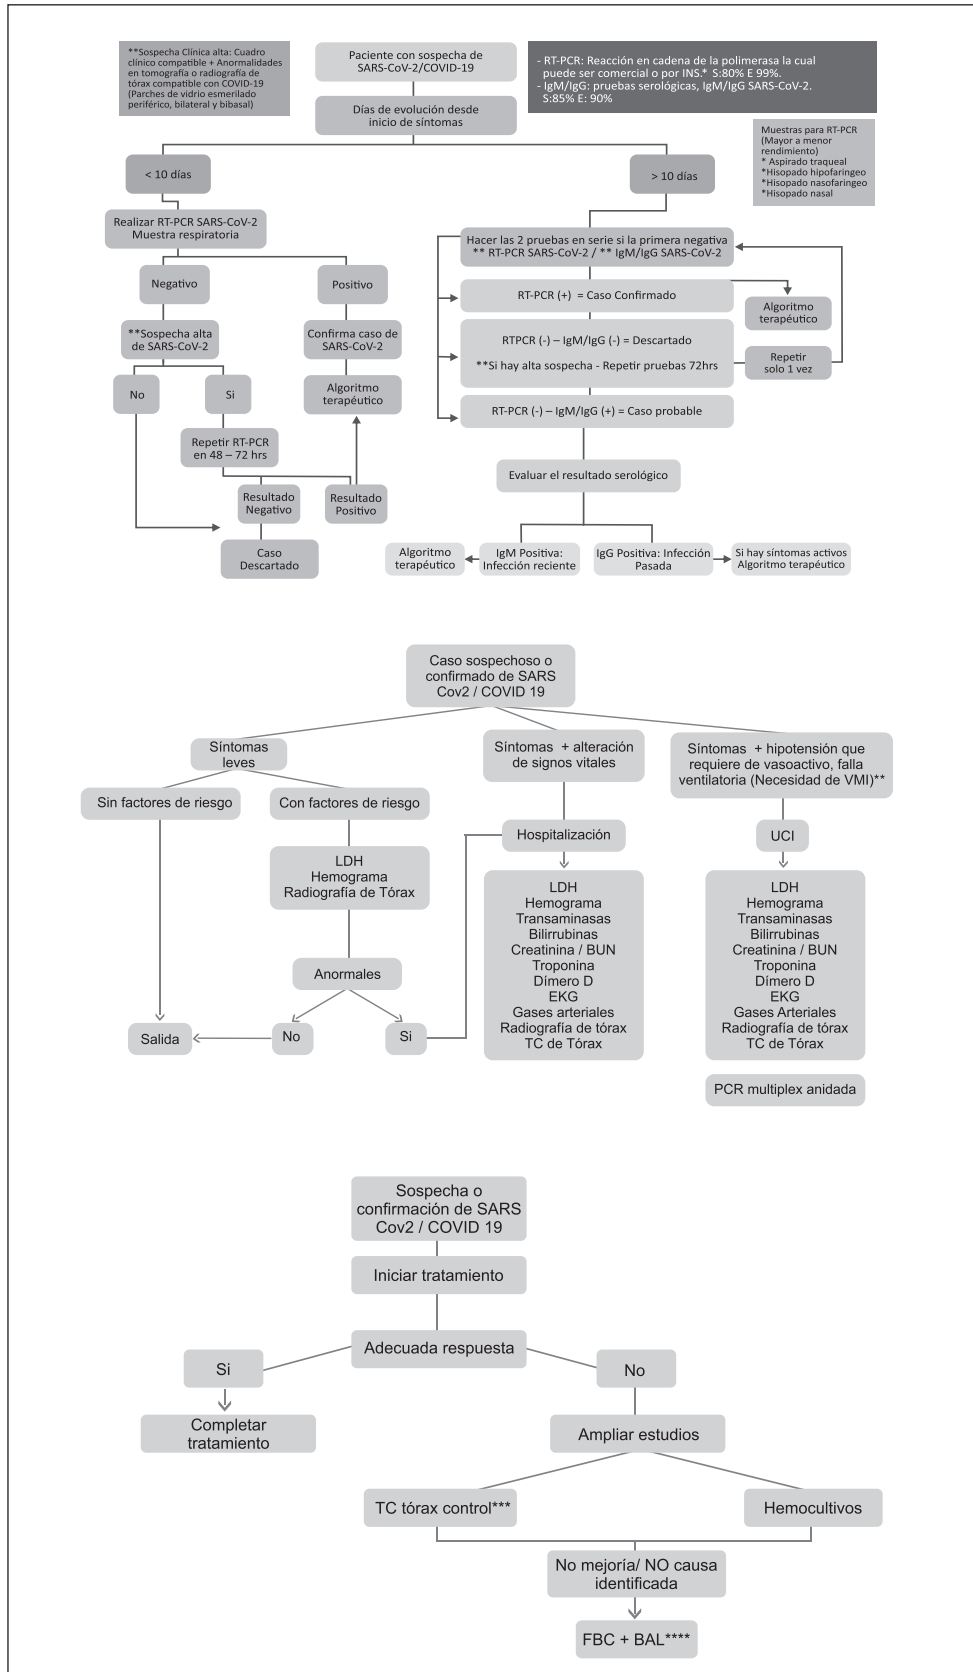 **Sospecha Clínica alta: Cuadro
clínico compatible + Anormalidades
en tomografía o radiografía de
tórax compatible con COVID-19
(Parches de vidrio esmerilado
periférico, bilateral y bibasal)
Paciente con sospecha de
SARS-CoV-2/COVID-19
- RT-PCR: Reacción en cadena de la polimerasa la cual
puede ser comercial o por INS.* S:80% E 99%.
- IgM/IgG: pruebas serológicas, IgM/IgG SARS-CoV-2.
S:85% E: 90%
Días de evolución desde
inicio de síntomas
Muestras para RT-PCR
(Mayor a menor
rendimiento)
* Aspirado traqueal
*Hisopado hipofaringeo
*Hisopado nasofaringeo
*Hisopado nasal
< 10 días
> 10 días
Realizar RT-PCR SARS-CoV-2
Muestra respiratoria
Hacer las 2 pruebas en serie si la primera negativa
** RT-PCR SARS-CoV-2 / ** IgM/IgG SARS-CoV-2
Negativo
Positivo
RT-PCR (+) = Caso Confirmado
Algoritmo
terapéutico
**Sospecha alta
de SARS-CoV-2
Confirma caso de
SARS-CoV-2
RTPCR (-) – IgM/IgG (-) = Descartado
**Si hay alta sospecha - Repetir pruebas 72hrs
Repetir
solo 1 vez
No
Si
Algoritmo
terapéutico
RT-PCR (-) – IgM/IgG (+) = Caso probable
Repetir RT-PCR
en 48 – 72 hrs
Evaluar el resultado serológico
Resultado
Negativo
Resultado
Positivo
Caso
Descartado
Algoritmo
terapéutico
IgM Positiva:
Infección reciente
IgG Positiva: Infección
Pasada
Si hay síntomas activos
Algoritmo terapéutico
Caso sospechoso o
confirmado de SARS
Cov2 / COVID 19
Síntomas
leves
Síntomas + alteración
de signos vitales
Síntomas + hipotensión que
requiere de vasoactivo, falla
ventilatoria (Necesidad de VMI)**
Sin factores de riesgo
Con factores de riesgo
Hospitalización
UCI
LDH
Hemograma
Radiografía de Tórax
LDH
Hemograma
Transaminasas
Bilirrubinas
Creatinina / BUN
Troponina
Dímero D
EKG
Gases arteriales
Radiografía de tórax
TC de Tórax
LDH
Hemograma
Transaminasas
Bilirrubinas
Creatinina / BUN
Troponina
Dímero D
EKG
Gases Arteriales
Radiografía de tórax
TC de Tórax
Anormales
Salida
No
Si
PCR multiplex anidada
Sospecha o
confirmación de SARS
Cov2 / COVID 19
Iniciar tratamiento
Adecuada respuesta
Si
No
Completar
tratamiento
Ampliar estudios
TC tórax control***
Hemocultivos
No mejoría/ NO causa
identificada
FBC + BAL****